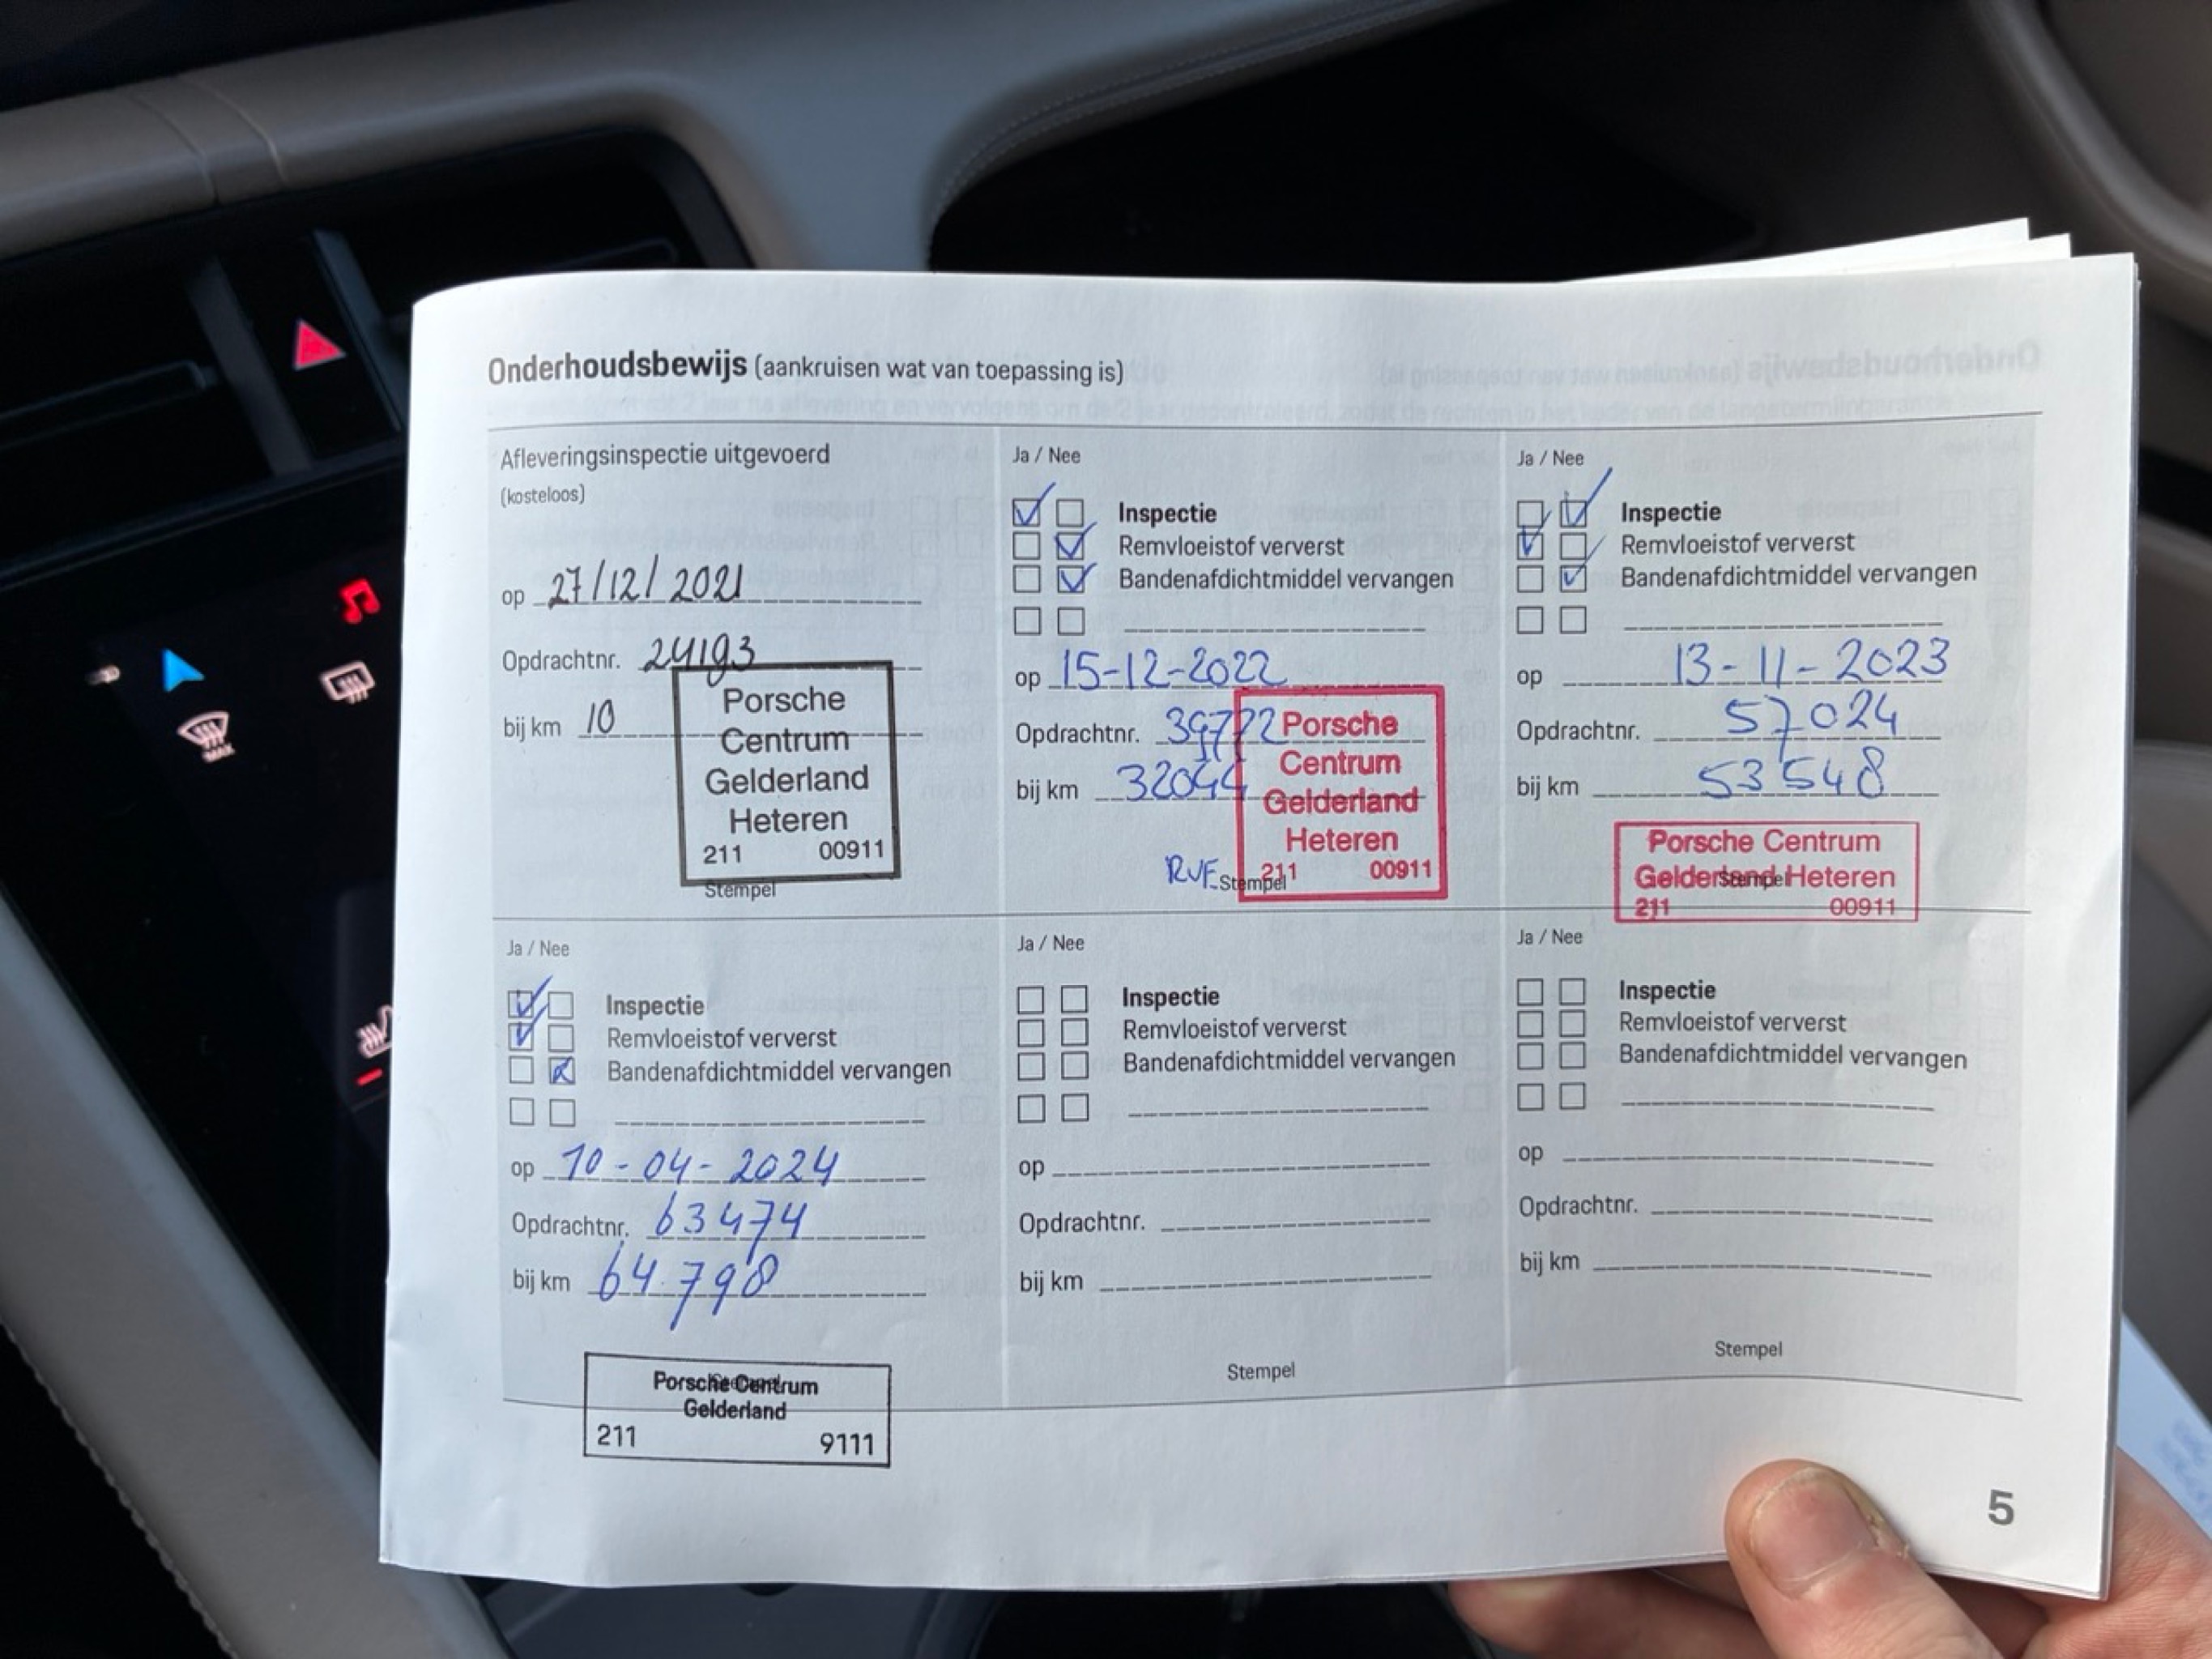 Onderhoudsbewijs (aankruisen wat van toepassing is)
Afleveringsinspectie uitgevoerd
(kosteloos)
op 27/12/2021
Opdrachtnr. 24193
bij km 10
Porsche
Centrum
Gelderland
Heteren
211 00911
Stempel
Ja / Nee
Inspectie
Remvloeistof ververst
Bandenafdichtmiddel vervangen
op 15-12-2022
Opdrachtnr. 39722
bij km 32044
Porsche
Centrum
Gelderland
Heteren
211 00911
Stempel
Ja / Nee
Inspectie
Remvloeistof ververst
Bandenafdichtmiddel vervangen
op 13-11-2023
Opdrachtnr. 57024
bij km 53548
Porsche Centrum
Gelderland Heteren
211 00911
Stempel
Ja / Nee
Inspectie
Remvloeistof ververst
Bandenafdichtmiddel vervangen
op 10-04-2024
Opdrachtnr. 63474
bij km 64.798
Porsche Centrum
Gelderland
211 9111
Ja / Nee
Inspectie
Remvloeistof ververst
Bandenafdichtmiddel vervangen
op
Opdrachtnr.
bij km
Stempel
Ja / Nee
Inspectie
Remvloeistof ververst
Bandenafdichtmiddel vervangen
op
Opdrachtnr.
bij km
Stempel
5